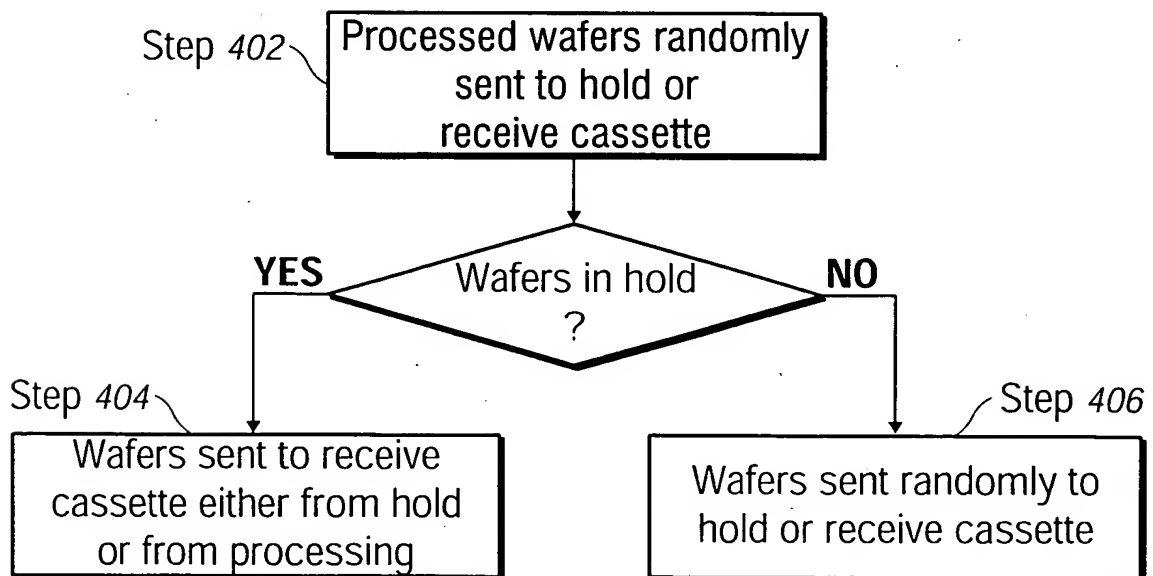 Step 402
Processed wafers randomly
sent to hold or
receive cassette
Wafers in hold
?
YES
NO
Step 404
Wafers sent to receive
cassette either from hold
or from processing
Step 406
Wafers sent randomly to
hold or receive cassette